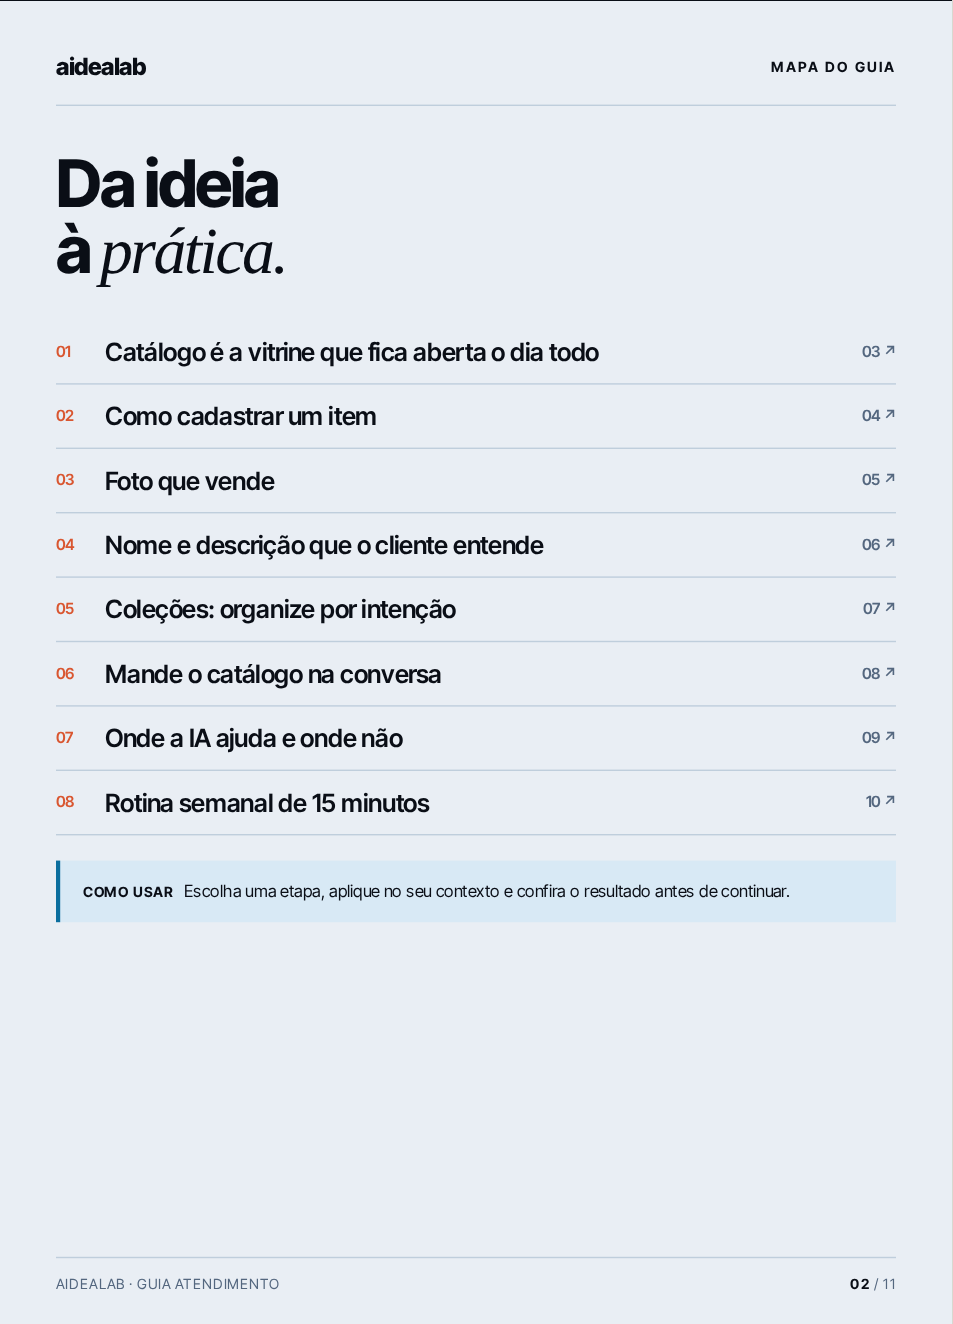 aidealab
MAPA DO GUIA
Da ideia
à prática.
01 Catálogo é a vitrine que fica aberta o dia todo 03 ↗
02 Como cadastrar um item 04 ↗
03 Foto que vende 05 ↗
04 Nome e descrição que o cliente entende 06 ↗
05 Coleções: organize por intenção 07 ↗
06 Mande o catálogo na conversa 08 ↗
07 Onde a IA ajuda e onde não 09 ↗
08 Rotina semanal de 15 minutos 10 ↗
COMO USAR Escolha uma etapa, aplique no seu contexto e confira o resultado antes de continuar.
AIDEALAB · GUIA ATENDIMENTO
02 / 11